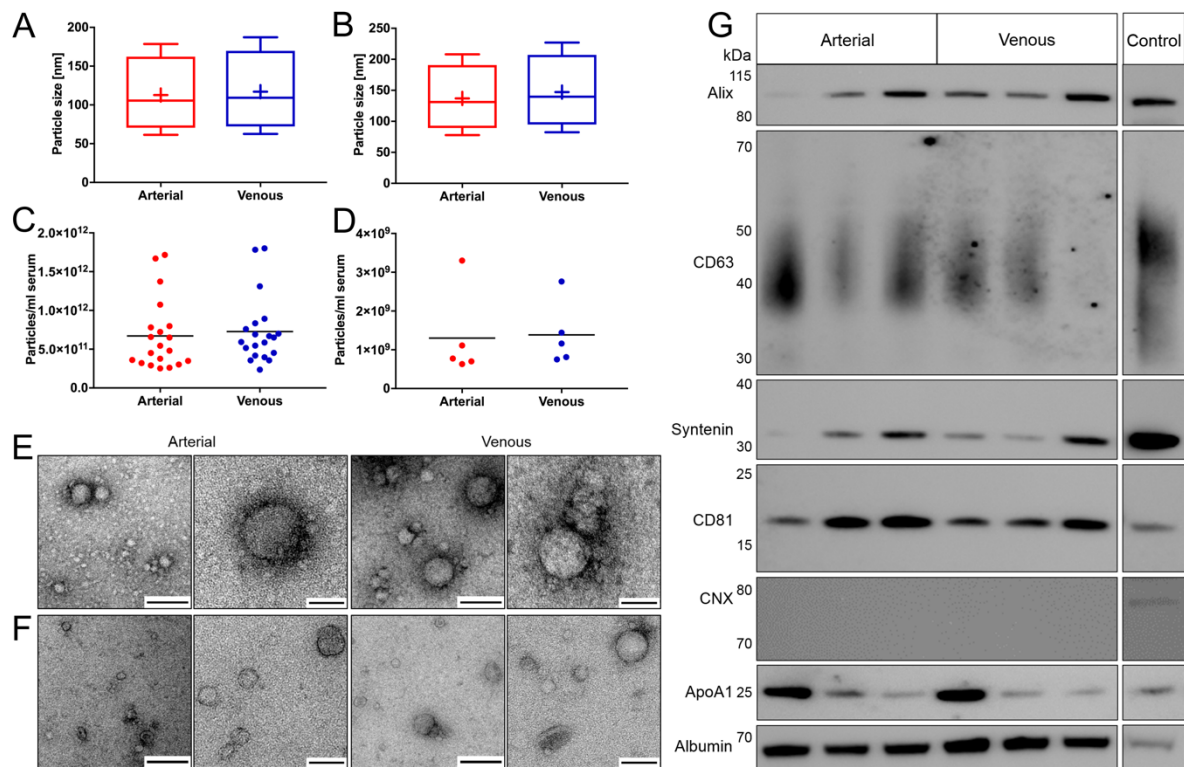 A
Particle size [nm]
200
150
100
50
0
Arterial Venous
B
Particle size [nm]
250
200
150
100
50
0
Arterial Venous
C
Particles/ml serum
2.0×10¹²
1.5×10¹²
1.0×10¹²
5.0×10¹¹
0.0
Arterial Venous
D
Particles/ml serum
4×10⁹
3×10⁹
2×10⁹
1×10⁹
0
Arterial Venous
E
Arterial Venous
F
G
kDa
Arterial Venous Control
115
Alix
80
70
50
CD63
40
30
40
Syntenin
30
25
CD81
15
CNX 80
70
ApoA1 25
Albumin 70